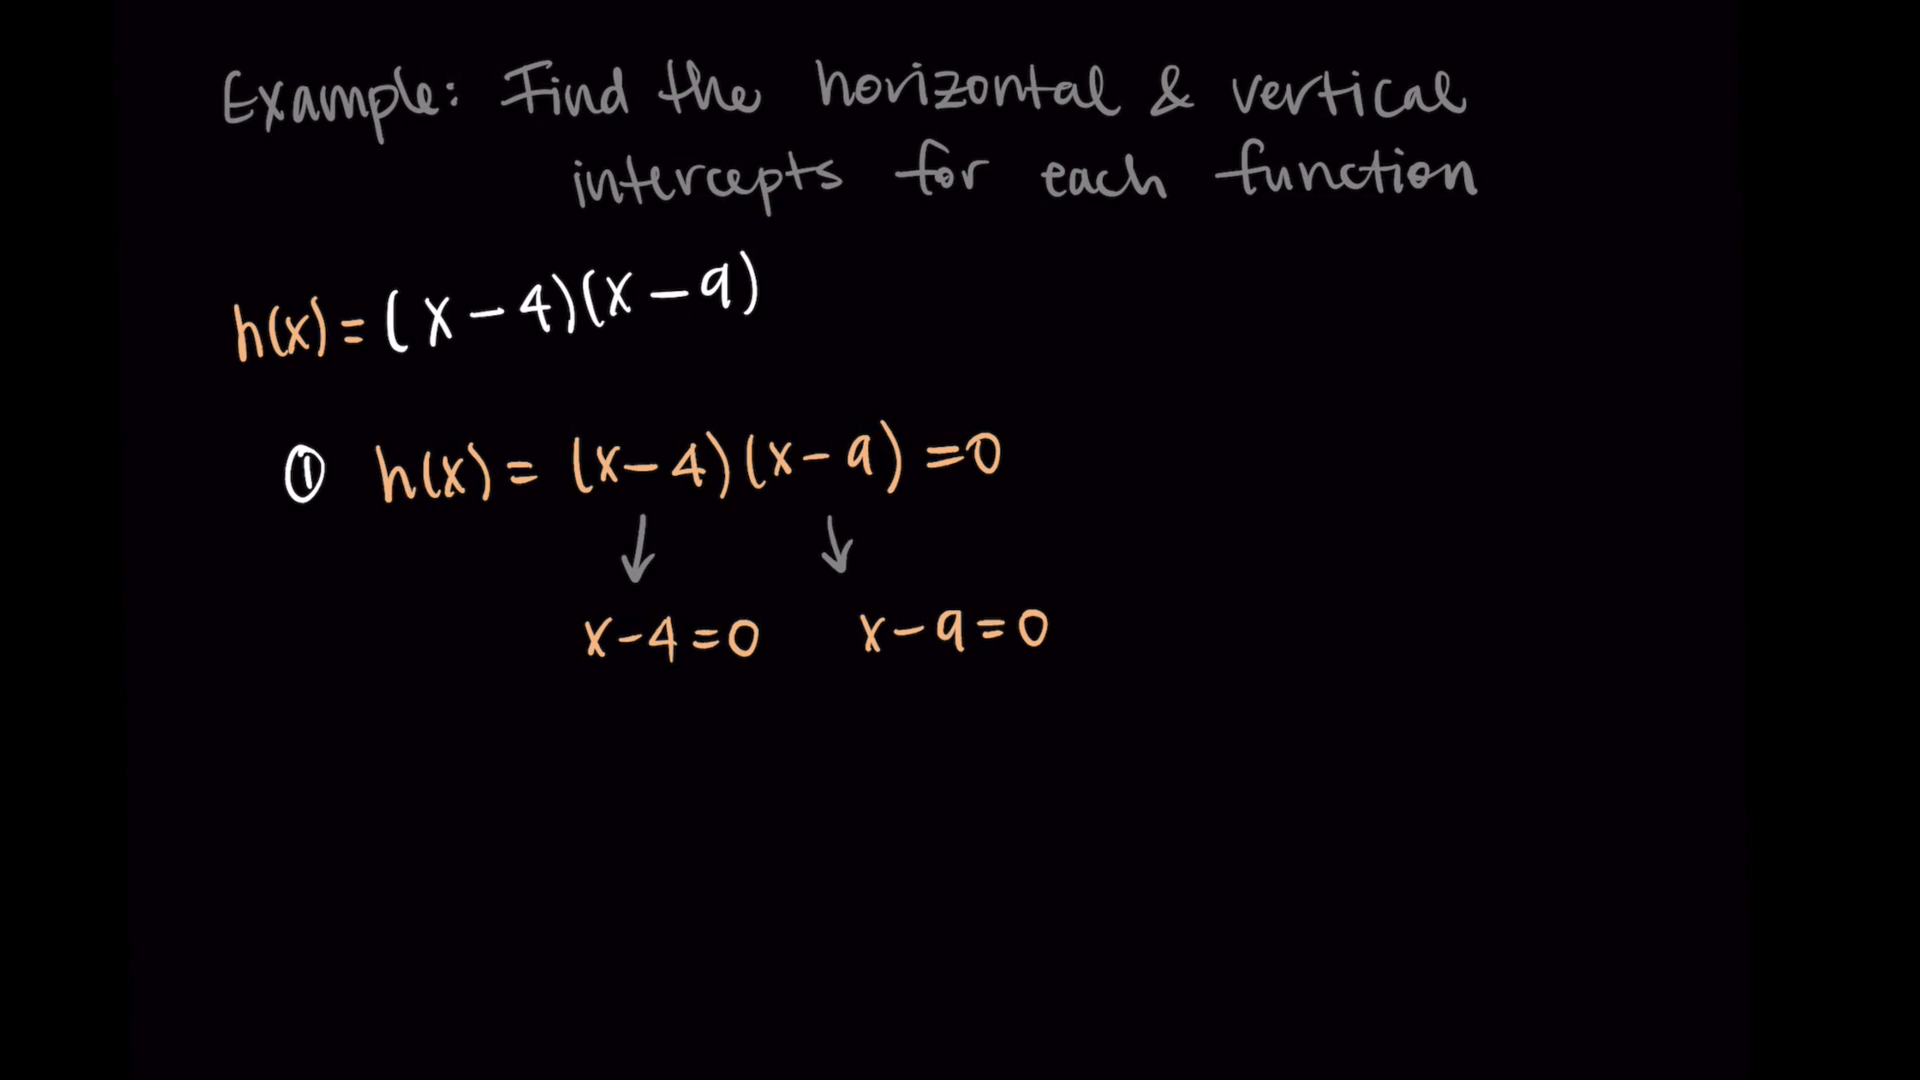 Example: Find the horizontal & vertical
intercepts for each function
h(x) = (x - 4)(x - 9)
① h(x) = (x - 4)(x - 9) = 0
↓ ↓
x - 4 = 0 x - 9 = 0